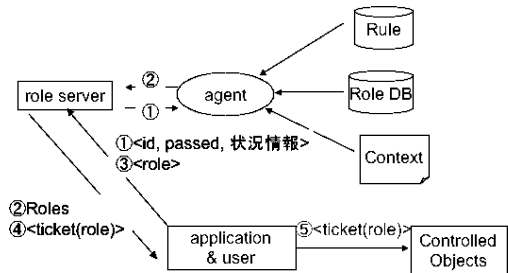 Rule
②
role server
agent
Role DB
①
①<id, passed, 状況情報>
③<role>
Context
②Roles
④<ticket(role)>
application
& user
⑤<ticket(role)>
Controlled
Objects